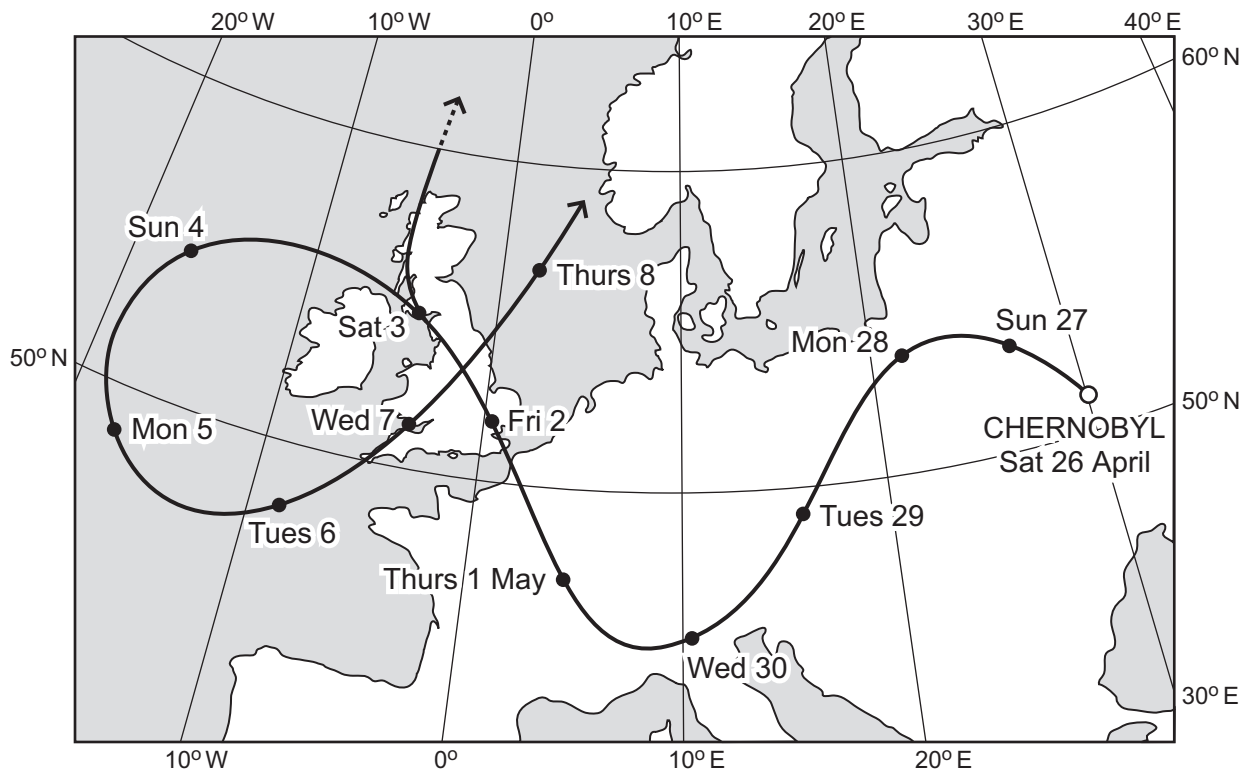 20° W 10° W 0° 10° E 20° E 30° E 40° E
60° N
Sun 4
Thurs 8
Sat 3
Sun 27
Mon 28
50° N
50° N
Mon 5
Wed 7
Fri 2
CHERNOBYL
Sat 26 April
Tues 6
Tues 29
Thurs 1 May
Wed 30
30° E
10° W 0° 10° E 20° E